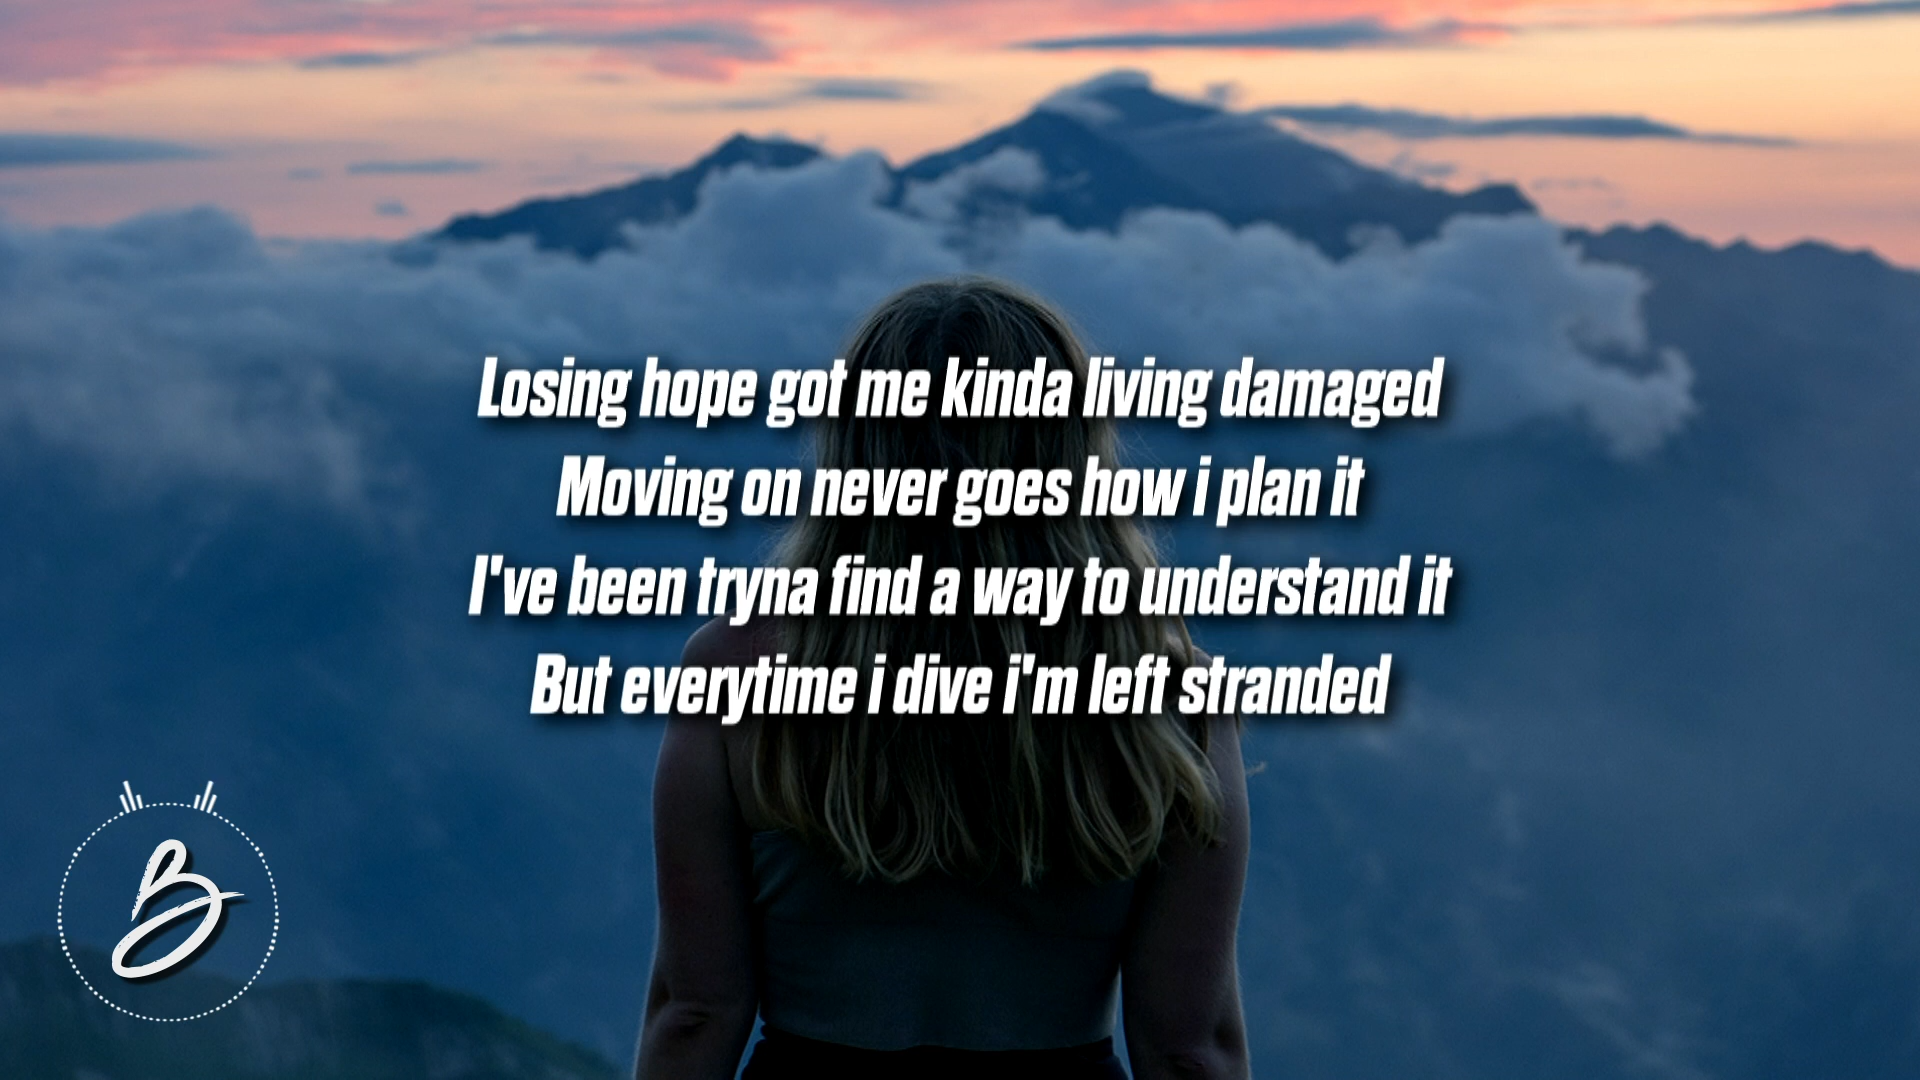 Losing hope got me kinda living damaged
Moving on never goes how i plan it
I've been tryna find a way to understand it
But everytime i dive i'm left stranded
B